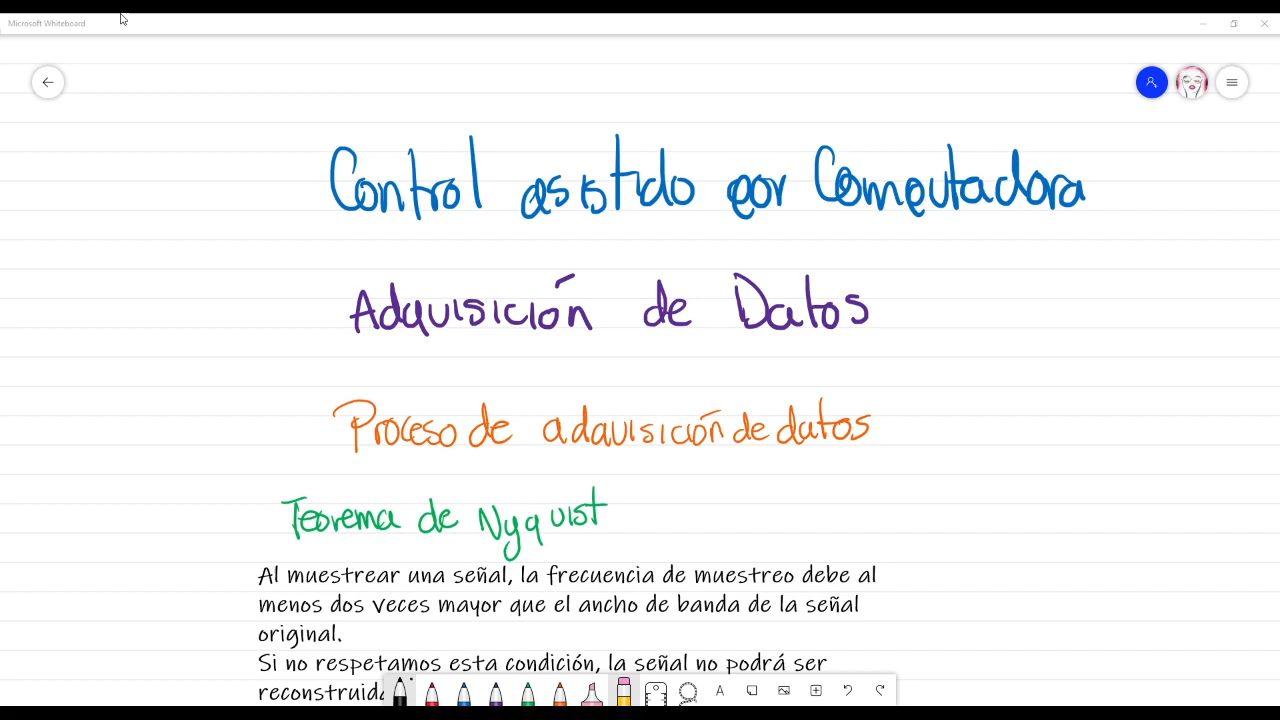 Microsoft Whiteboard
Control asistido por Computadora
Adquisición de Datos
Proceso de adquisición de datos
Teorema de Nyquist
Al muestrear una señal, la frecuencia de muestreo debe al
menos dos veces mayor que el ancho de banda de la señal
original.
Si no respetamos esta condición, la señal no podrá ser
reconstruida